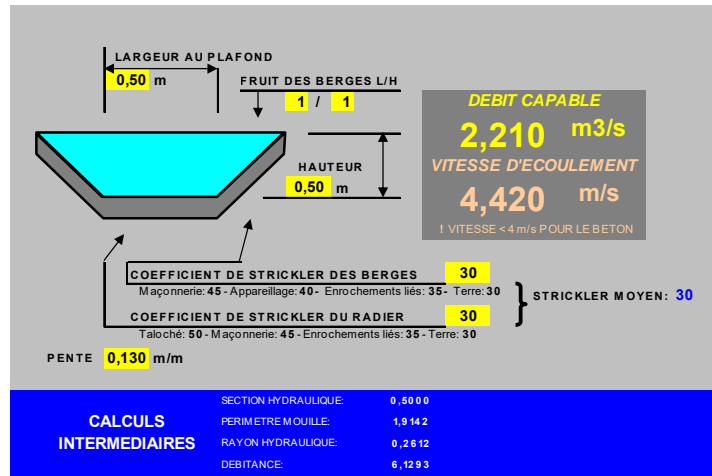 LARGEUR AU PLAFOND
0,50 m
FRUIT DES BERGES L/H
1 / 1
DEBIT CAPABLE
2,210 m3/s
VITESSE D'ECOULEMENT
4,420 m/s
! VITESSE < 4 m/s POUR LE BETON
HAUTEUR
0,50 m
COEFFICIENT DE STRICKLER DES BERGES 30
Maçonnerie: 45 - Appareillage: 40 - Enrochements liés: 35 - Terre: 30
STRICKLER MOYEN: 30
COEFFICIENT DE STRICKLER DU RADIER 30
Taloché: 50 - Maçonnerie: 45 - Enrochements liés: 35 - Terre: 30
PENTE 0,130 m/m
CALCULS INTERMEDIAIRES
SECTION HYDRAULIQUE: 0,5000
PERIMETRE MOUILLE: 1,9142
RAYON HYDRAULIQUE: 0,2612
DEBITANCE: 6,1293